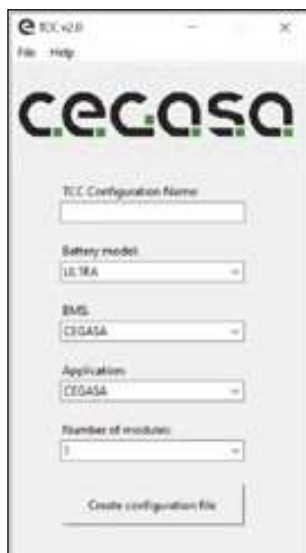 TCC v2.0
File Help
cegasa
TCC Configuration Name
Battery model:
ULTRA
BMS:
CEGASA
Application:
CEGASA
Number of modules:
1
Create configuration file